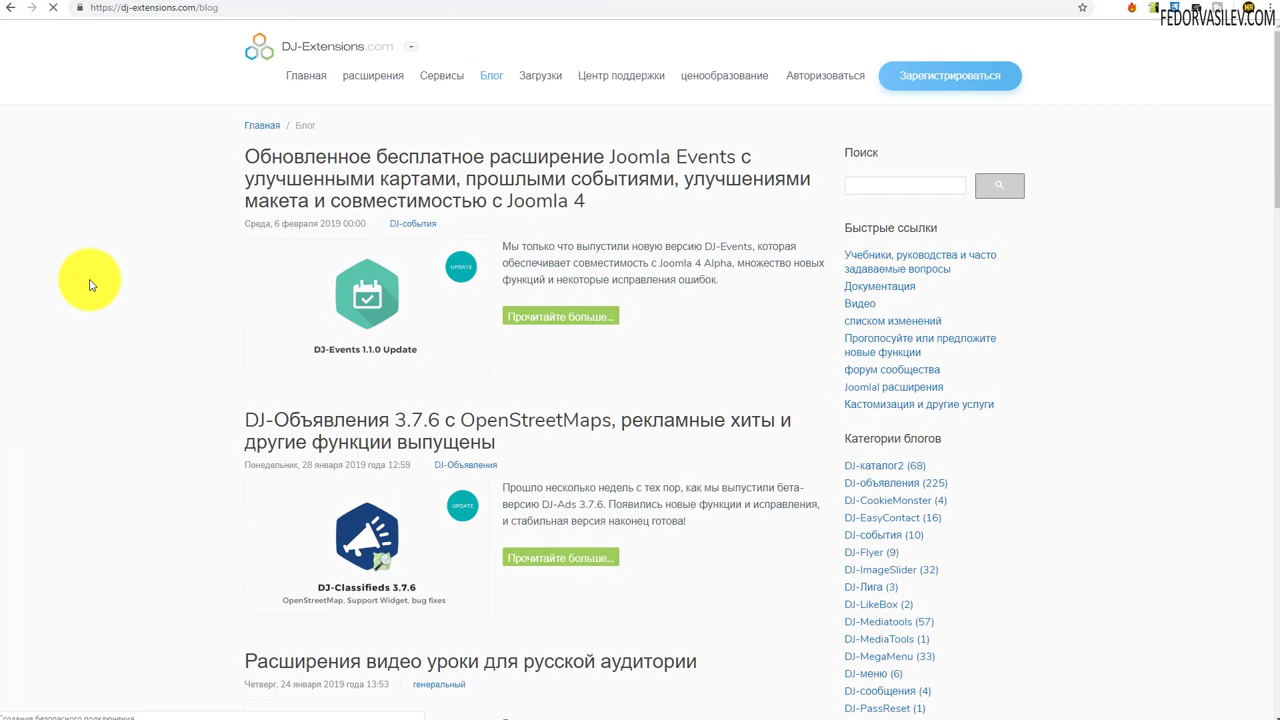 https://dj-extensions.com/blog
FEDORVASILEV.COM
DJ-Extensions.com
Главная расширения Сервисы Блог Загрузки Центр поддержки ценообразование Авторизоваться Зарегистрироваться
Главная / Блог
Обновленное бесплатное расширение Joomla Events с
улучшенными картами, прошлыми событиями, улучшениями
макета и совместимостью с Joomla 4
Среда, 6 февраля 2019 00:00 DJ-события
UPDATE
DJ-Events 1.1.0 Update
Мы только что выпустили новую версию DJ-Events, которая
обеспечивает совместимость с Joomla 4 Alpha, множество новых
функций и некоторые исправления ошибок.
Прочитайте больше...
DJ-Объявления 3.7.6 с OpenStreetMaps, рекламные хиты и
другие функции выпущены
Понедельник, 28 января 2019 года 12:59 DJ-Объявления
UPDATE
DJ-Classifieds 3.7.6
OpenStreetMap, Support Widget, bug fixes
Прошло несколько недель с тех пор, как мы выпустили бета-
версию DJ-Ads 3.7.6. Появились новые функции и исправления,
и стабильная версия наконец готова!
Прочитайте больше...
Расширения видео уроки для русской аудитории
Четверг, 24 января 2019 года 13:53 генеральный
Поиск
Быстрые ссылки
Учебники, руководства и часто
задаваемые вопросы
Документация
Видео
списком изменений
Проголосуйте или предложите
новые функции
форум сообщества
Joomla! расширения
Кастомизация и другие услуги
Категории блогов
DJ-каталог2 (68)
DJ-объявления (225)
DJ-CookieMonster (4)
DJ-EasyContact (16)
DJ-события (10)
DJ-Flyer (9)
DJ-ImageSlider (32)
DJ-Лига (3)
DJ-LikeBox (2)
DJ-Mediatools (57)
DJ-MediaTools (1)
DJ-MegaMenu (33)
DJ-меню (6)
DJ-сообщения (4)
DJ-PassReset (1)
Создание безопасного подключения...